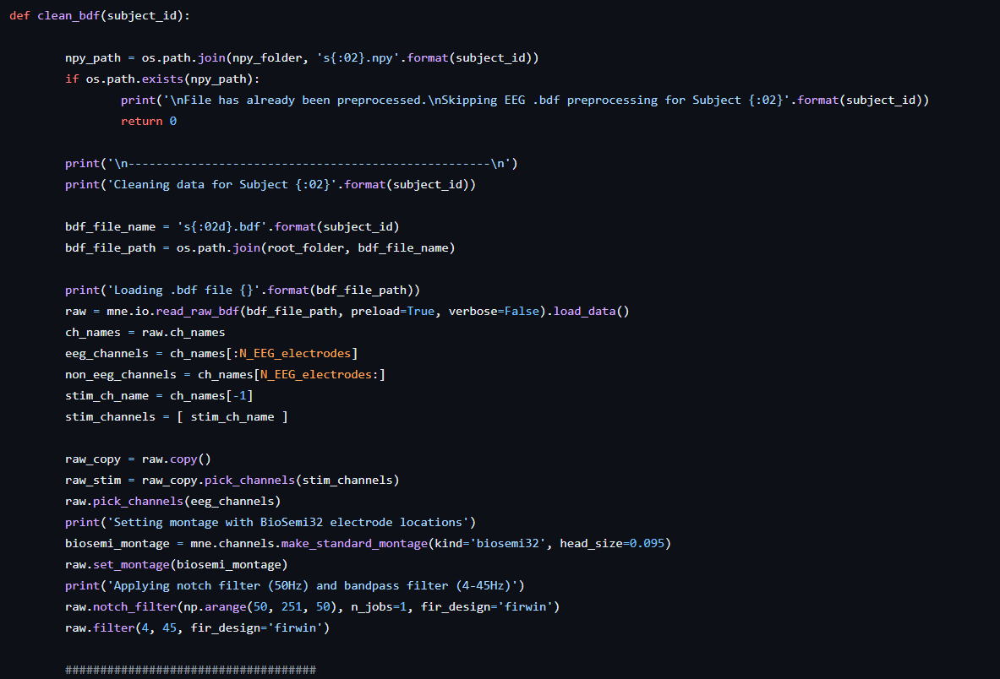 def clean_bdf(subject_id):
npy_path = os.path.join(npy_folder, 's{:02}.npy'.format(subject_id))
if os.path.exists(npy_path):
print('\nFile has already been preprocessed.\nSkipping EEG .bdf preprocessing for Subject {:02}'.format(subject_id))
return 0
print('\n----------------------------------------------------\n')
print('Cleaning data for Subject {:02}'.format(subject_id))
bdf_file_name = 's{:02d}.bdf'.format(subject_id)
bdf_file_path = os.path.join(root_folder, bdf_file_name)
print('Loading .bdf file {}'.format(bdf_file_path))
raw = mne.io.read_raw_bdf(bdf_file_path, preload=True, verbose=False).load_data()
ch_names = raw.ch_names
eeg_channels = ch_names[:N_EEG_electrodes]
non_eeg_channels = ch_names[N_EEG_electrodes:]
stim_ch_name = ch_names[-1]
stim_channels = [ stim_ch_name ]
raw_copy = raw.copy()
raw_stim = raw_copy.pick_channels(stim_channels)
raw.pick_channels(eeg_channels)
print('Setting montage with BioSemi32 electrode locations')
biosemi_montage = mne.channels.make_standard_montage(kind='biosemi32', head_size=0.095)
raw.set_montage(biosemi_montage)
print('Applying notch filter (50Hz) and bandpass filter (4-45Hz)')
raw.notch_filter(np.arange(50, 251, 50), n_jobs=1, fir_design='firwin')
raw.filter(4, 45, fir_design='firwin')
####################################